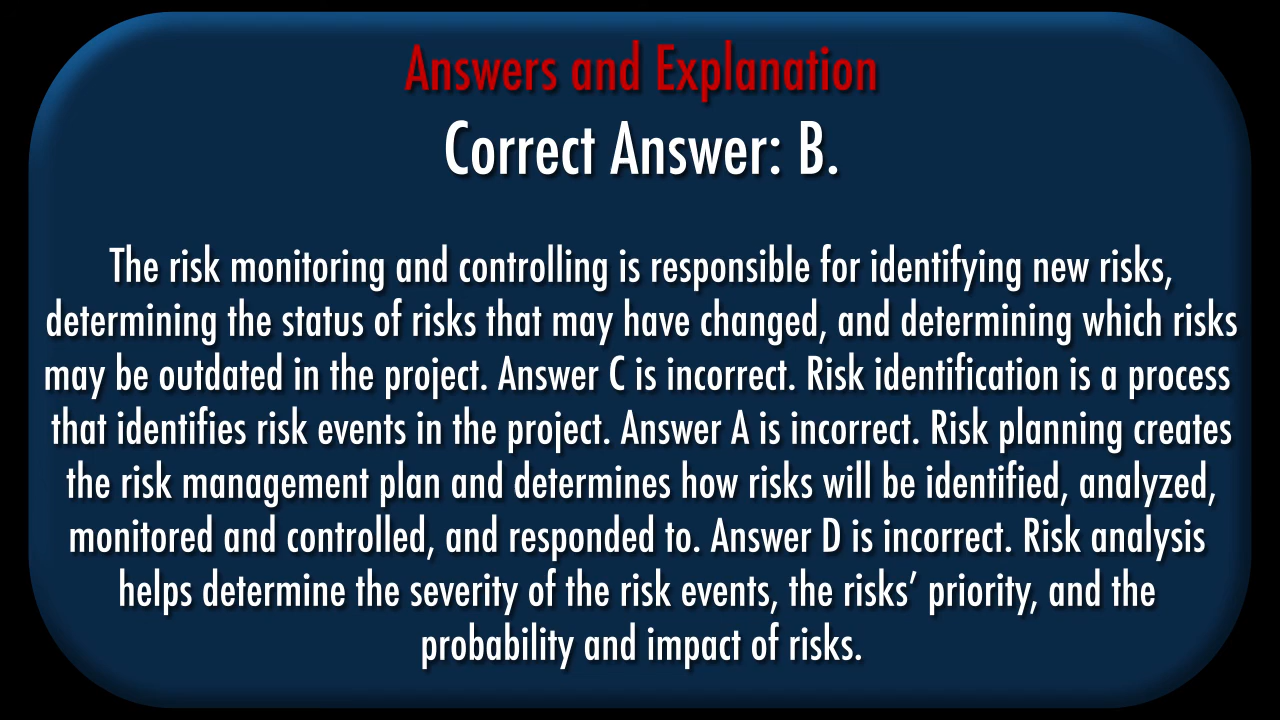 Answers and Explanation
Correct Answer: B.
The risk monitoring and controlling is responsible for identifying new risks,
determining the status of risks that may have changed, and determining which risks
may be outdated in the project. Answer C is incorrect. Risk identification is a process
that identifies risk events in the project. Answer A is incorrect. Risk planning creates
the risk management plan and determines how risks will be identified, analyzed,
monitored and controlled, and responded to. Answer D is incorrect. Risk analysis
helps determine the severity of the risk events, the risks’ priority, and the
probability and impact of risks.